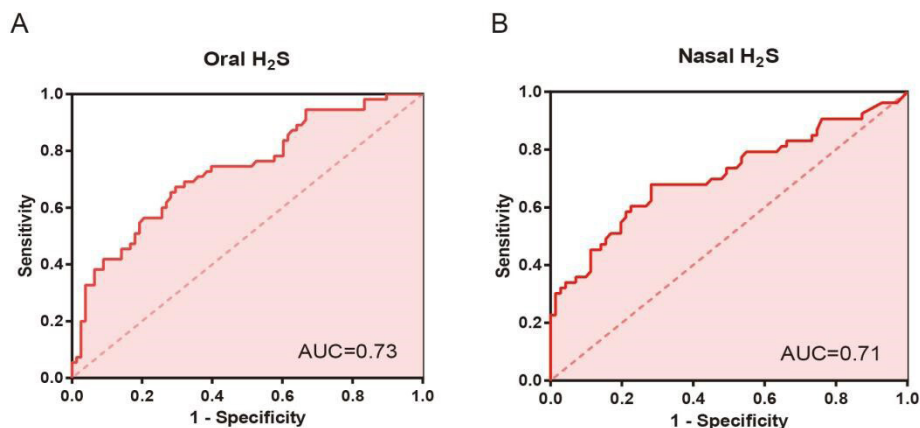 A
Oral H₂S
Sensitivity
1.0
0.8
0.6
0.4
0.2
0.0
AUC=0.73
0.0 0.2 0.4 0.6 0.8 1.0
1 - Specificity
B
Nasal H₂S
Sensitivity
1.0
0.8
0.6
0.4
0.2
0.0
AUC=0.71
0.0 0.2 0.4 0.6 0.8 1.0
1 - Specificity